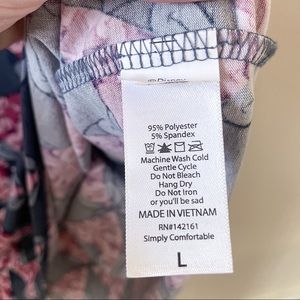 ©Disney
95% Polyester
5% Spandex
Machine Wash Cold
Gentle Cycle
Do Not Bleach
Hang Dry
Do Not Iron
or you'll be sad
MADE IN VIETNAM
RN#142161
Simply Comfortable
L